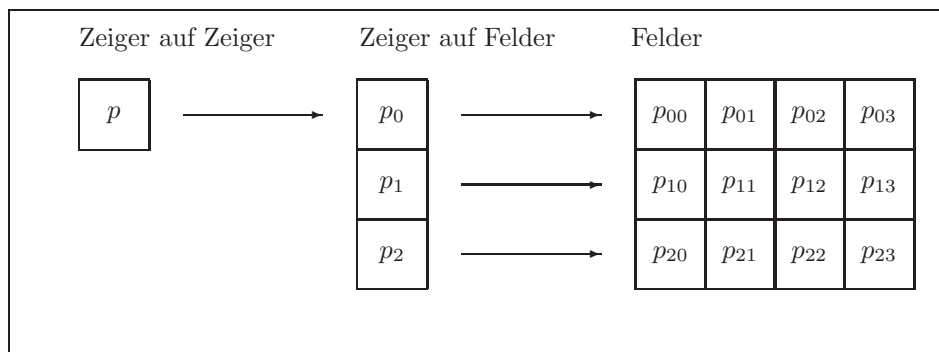 Zeiger auf Zeiger Zeiger auf Felder Felder
p p0 p00 p01 p02 p03
p1 p10 p11 p12 p13
p2 p20 p21 p22 p23